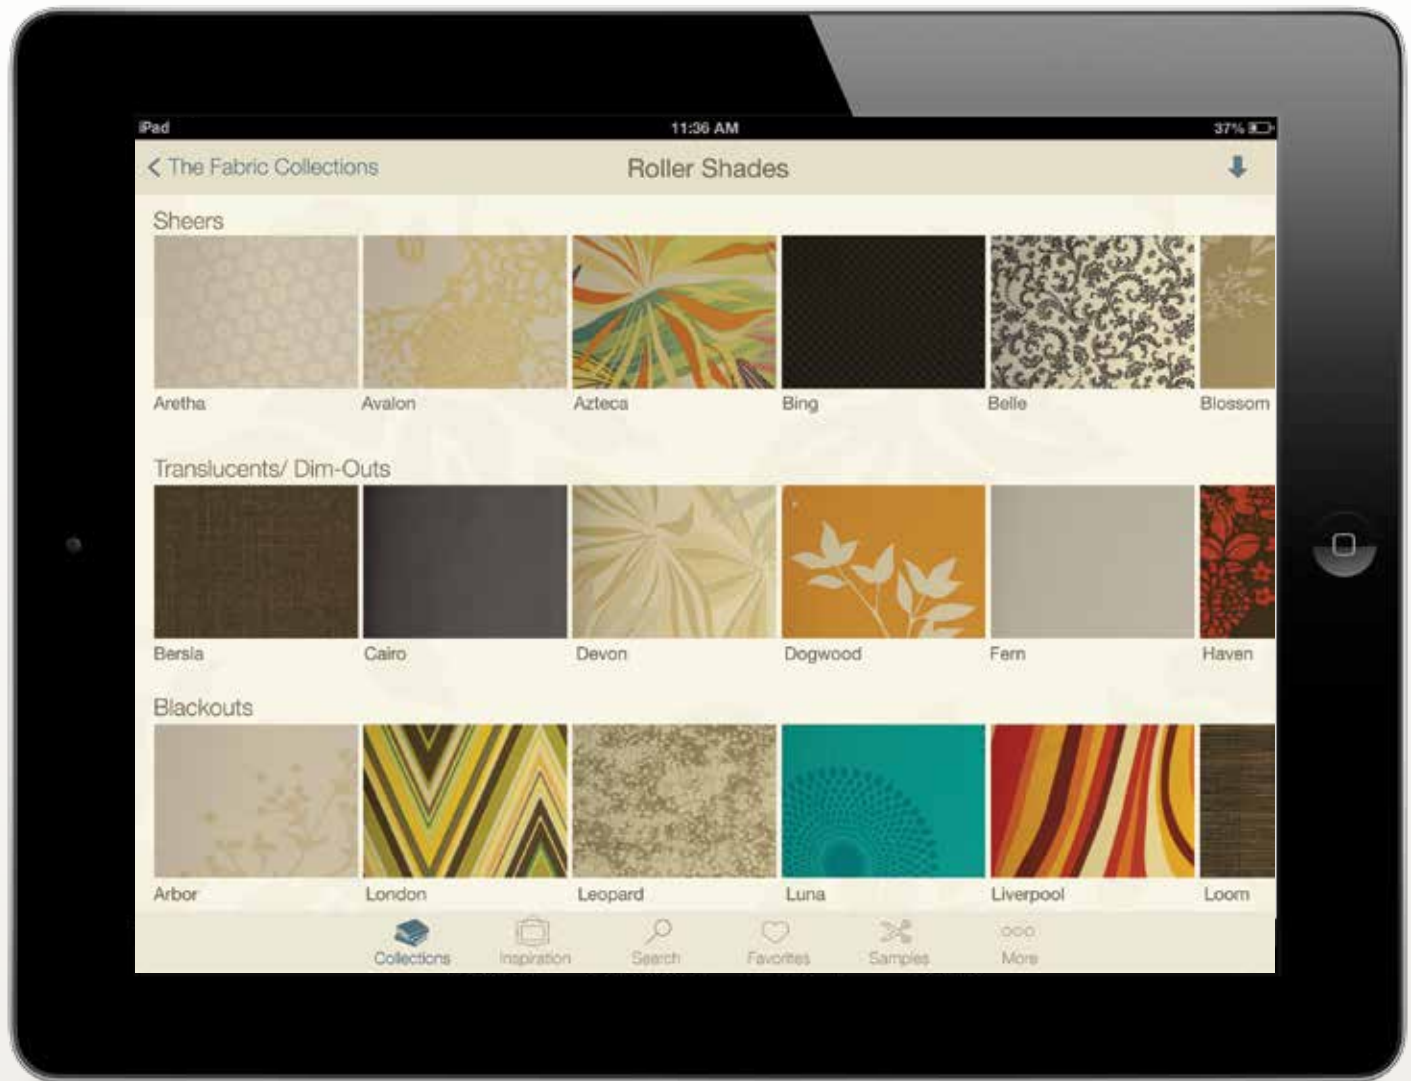 iPad 11:36 AM 37%
The Fabric Collections Roller Shades
Sheers
Aretha Avalon Azteca Bing Belle Blossom
Translucents/ Dim-Outs
Bersla Cairo Devon Dogwood Fern Haven
Blackouts
Arbor London Leopard Luna Liverpool Loom
Collections Inspiration Search Favorites Samples More